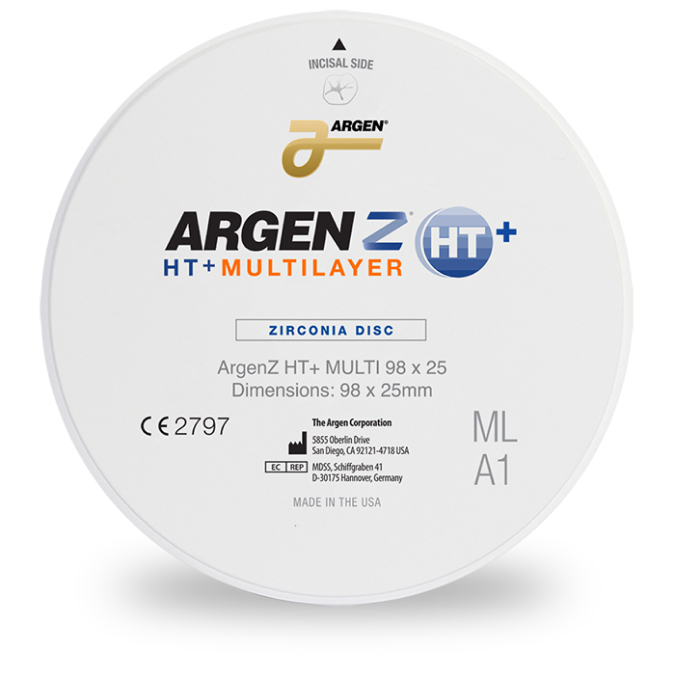 INCISAL SIDE
ARGEN®
ARGEN Z® HT+
HT+ MULTILAYER
ZIRCONIA DISC
ArgenZ HT+ MULTI 98 x 25
Dimensions: 98 x 25mm
CE 2797
The Argen Corporation
5855 Oberlin Drive
San Diego, CA 92121-4718 USA
EC REP MDSS, Schiffgraben 41
D-30175 Hannover, Germany
MADE IN THE USA
ML
A1